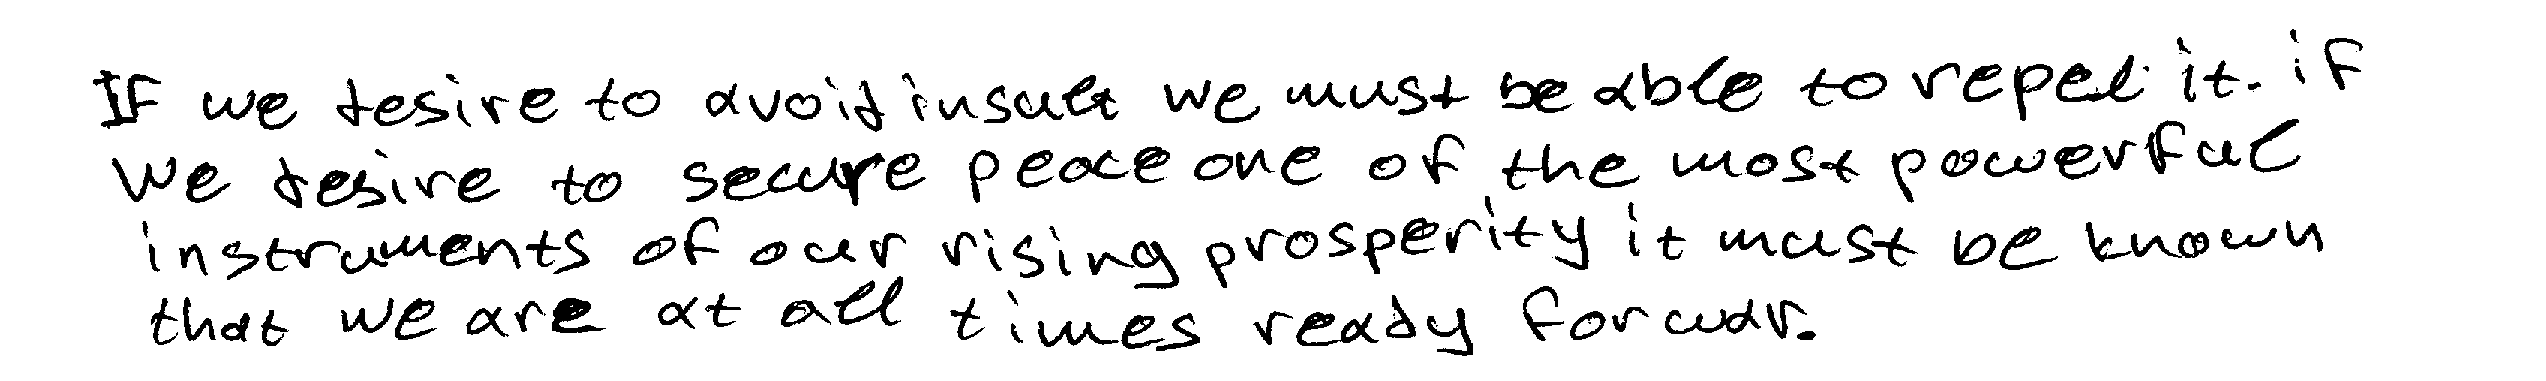 If we desire to avoid insult we must be able to repel it. if
We desire to secure peace one of the most powerful
instruments of our rising prosperity it must be known
that we are at all times ready for war.